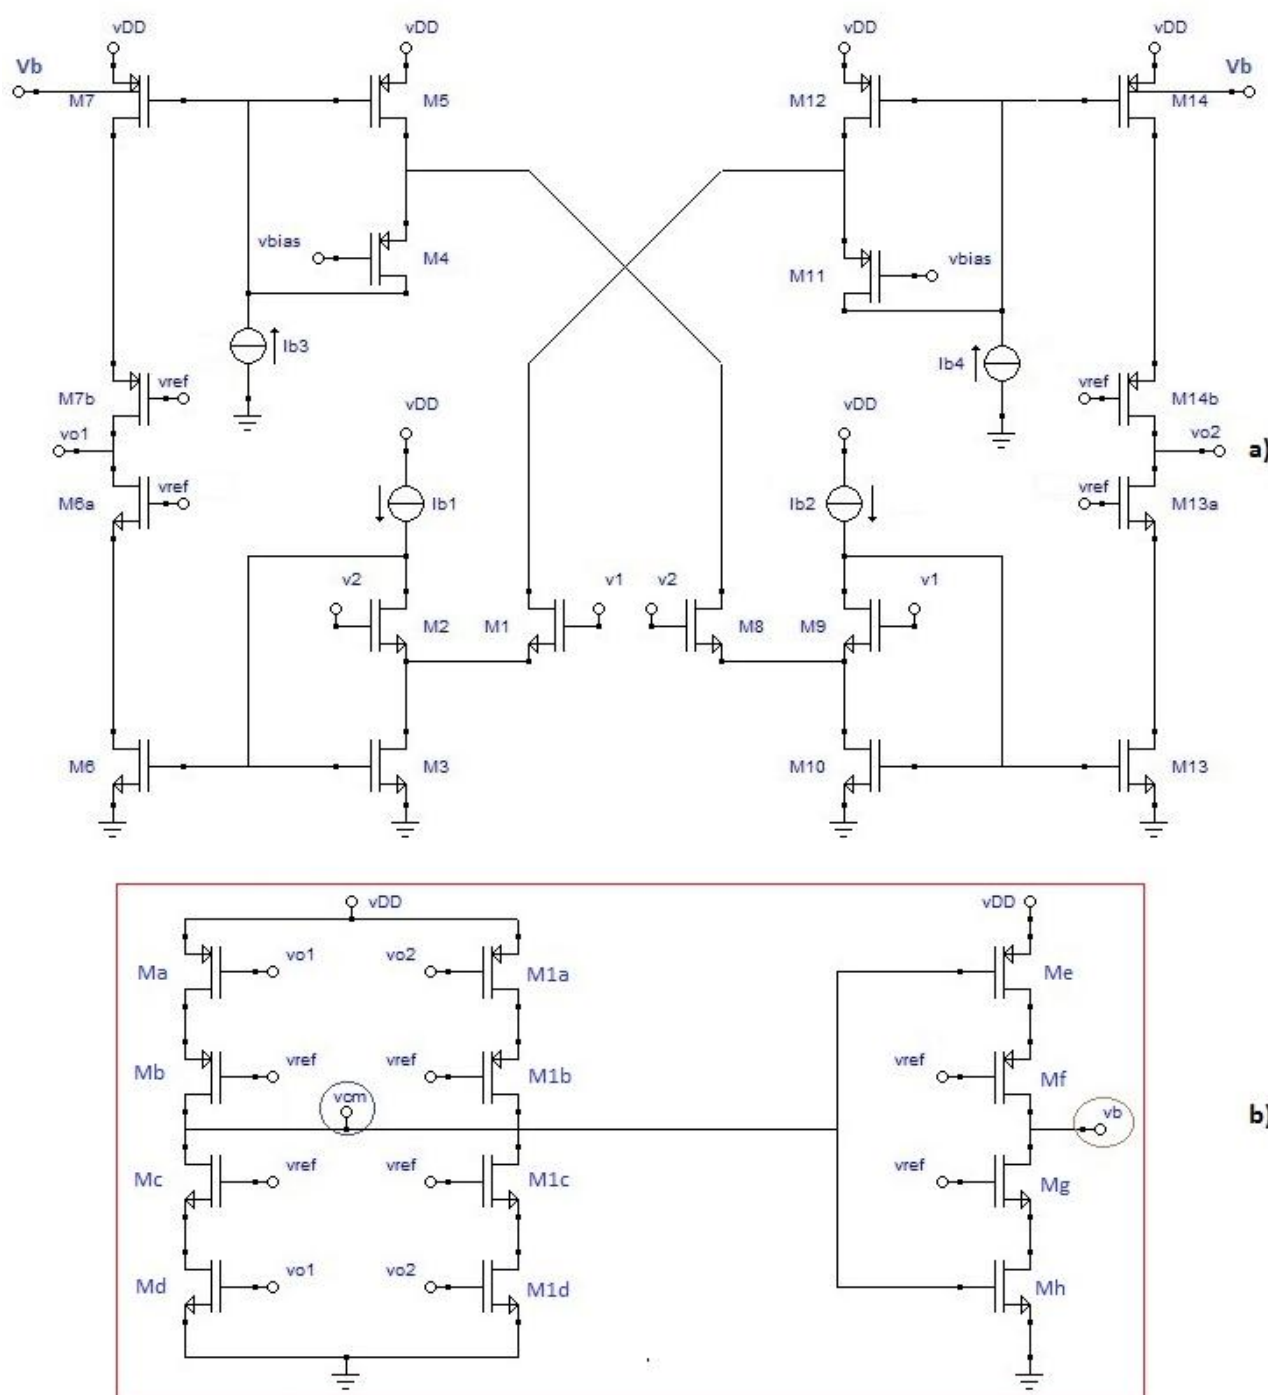 vDD vDD vDD vDD
Vb Vb
M7 M5 M12 M14
vbias M4 M11 vbias
Ib3 Ib4
M7b vref vDD vDD vref M14b
vo1 vo2 a)
M6a vref Ib1 Ib2 vref M13a
v2 v1 v2 v1
M2 M1 M8 M9
M6 M3 M10 M13
vDD vDD
Ma vo1 vo2 M1a Me
Mb vref vref M1b vref Mf
vcm vb b)
Mc vref vref M1c vref Mg
Md vo1 vo2 M1d Mh